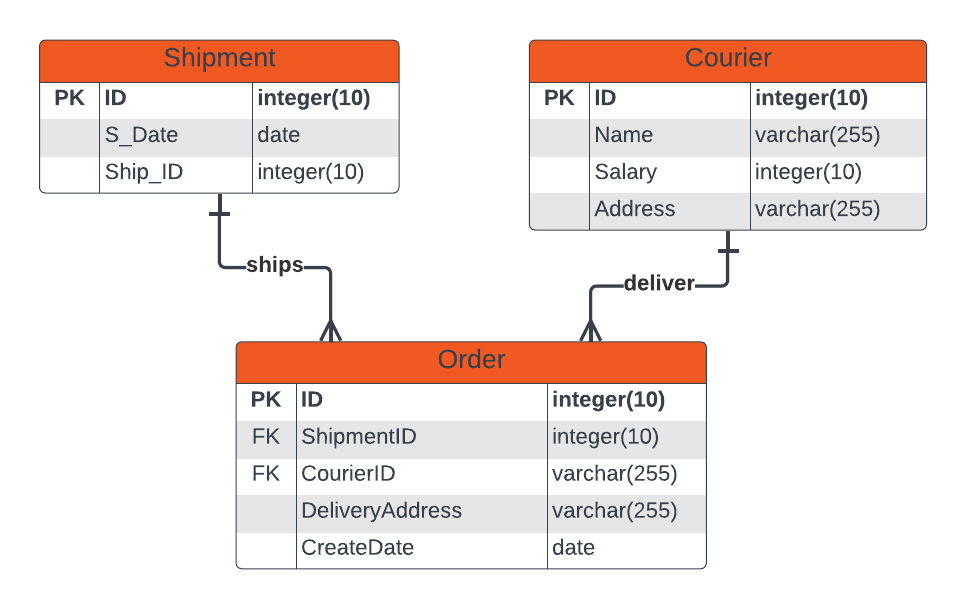 Shipment
PK ID integer(10)
S_Date date
Ship_ID integer(10)
Courier
PK ID integer(10)
Name varchar(255)
Salary integer(10)
Address varchar(255)
ships
deliver
Order
PK ID integer(10)
FK ShipmentID integer(10)
FK CourierID varchar(255)
DeliveryAddress varchar(255)
CreateDate date